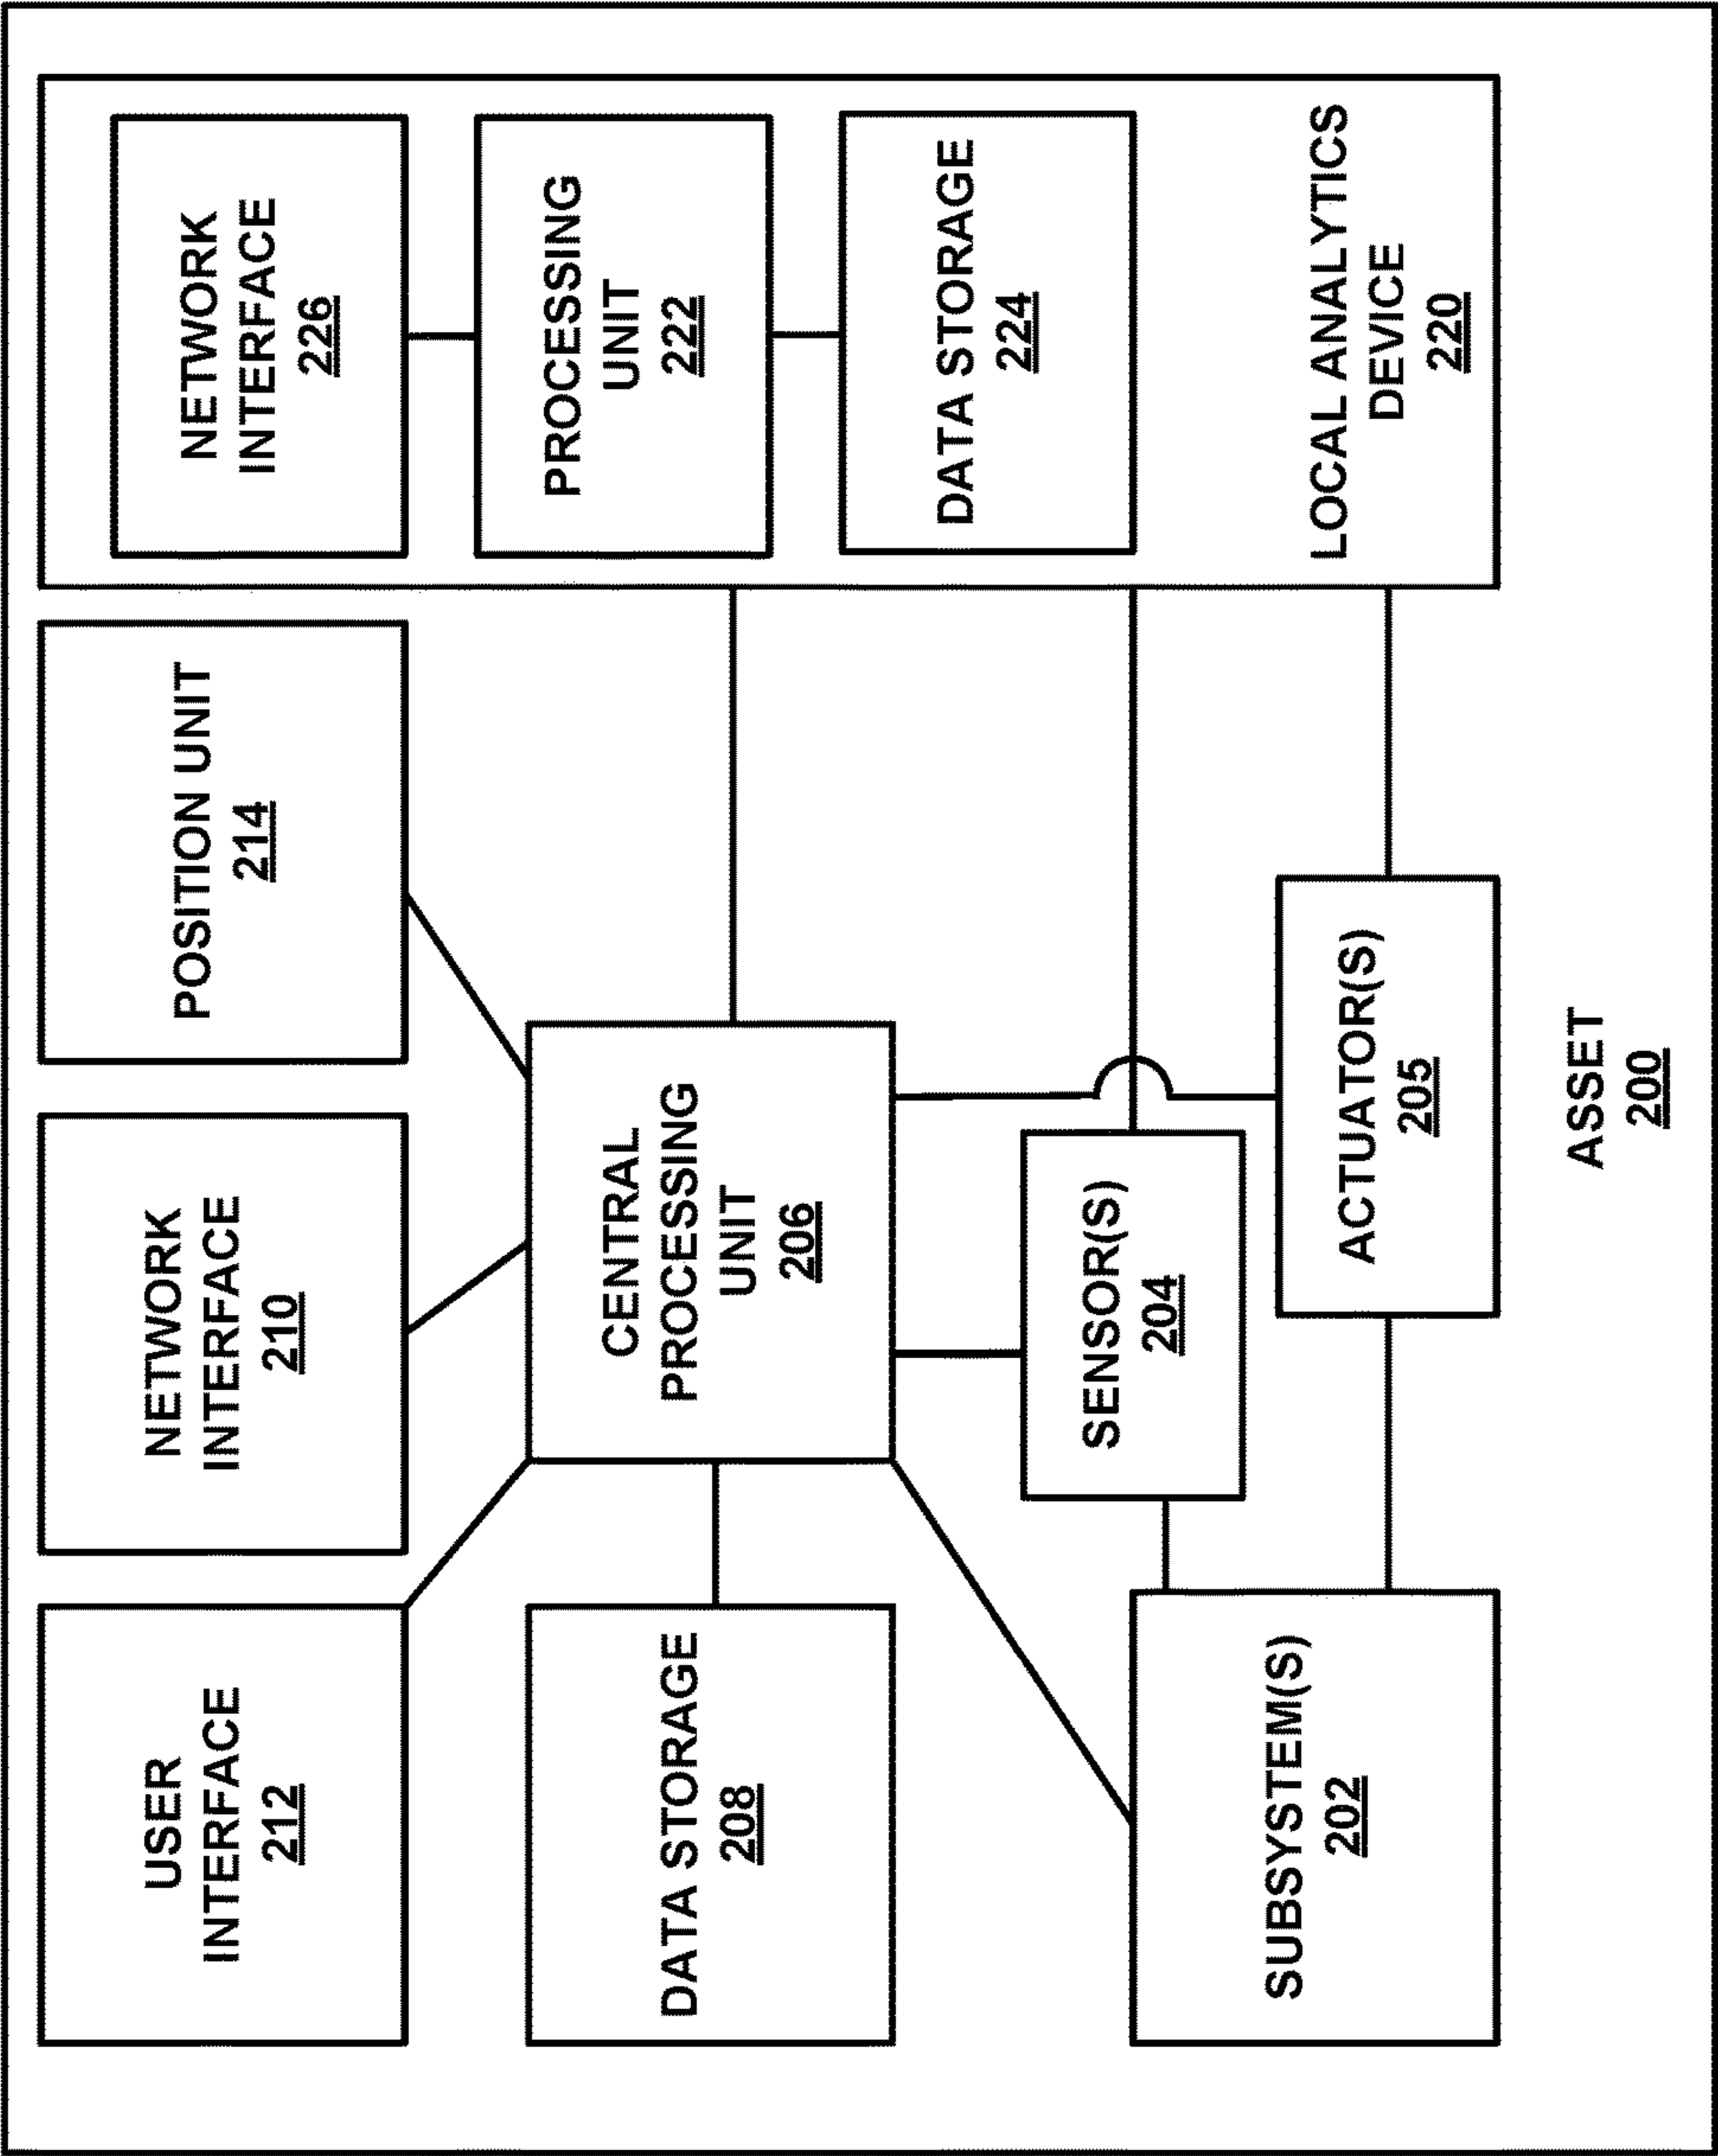 USER
INTERFACE
212
NETWORK
INTERFACE
210
POSITION UNIT
214
NETWORK
INTERFACE
226
PROCESSING
UNIT
222
DATA STORAGE
224
LOCAL ANALYTICS
DEVICE
220
DATA STORAGE
208
CENTRAL
PROCESSING
UNIT
206
SENSOR(S)
204
SUBSYSTEM(S)
202
ACTUATOR(S)
205
ASSET
200